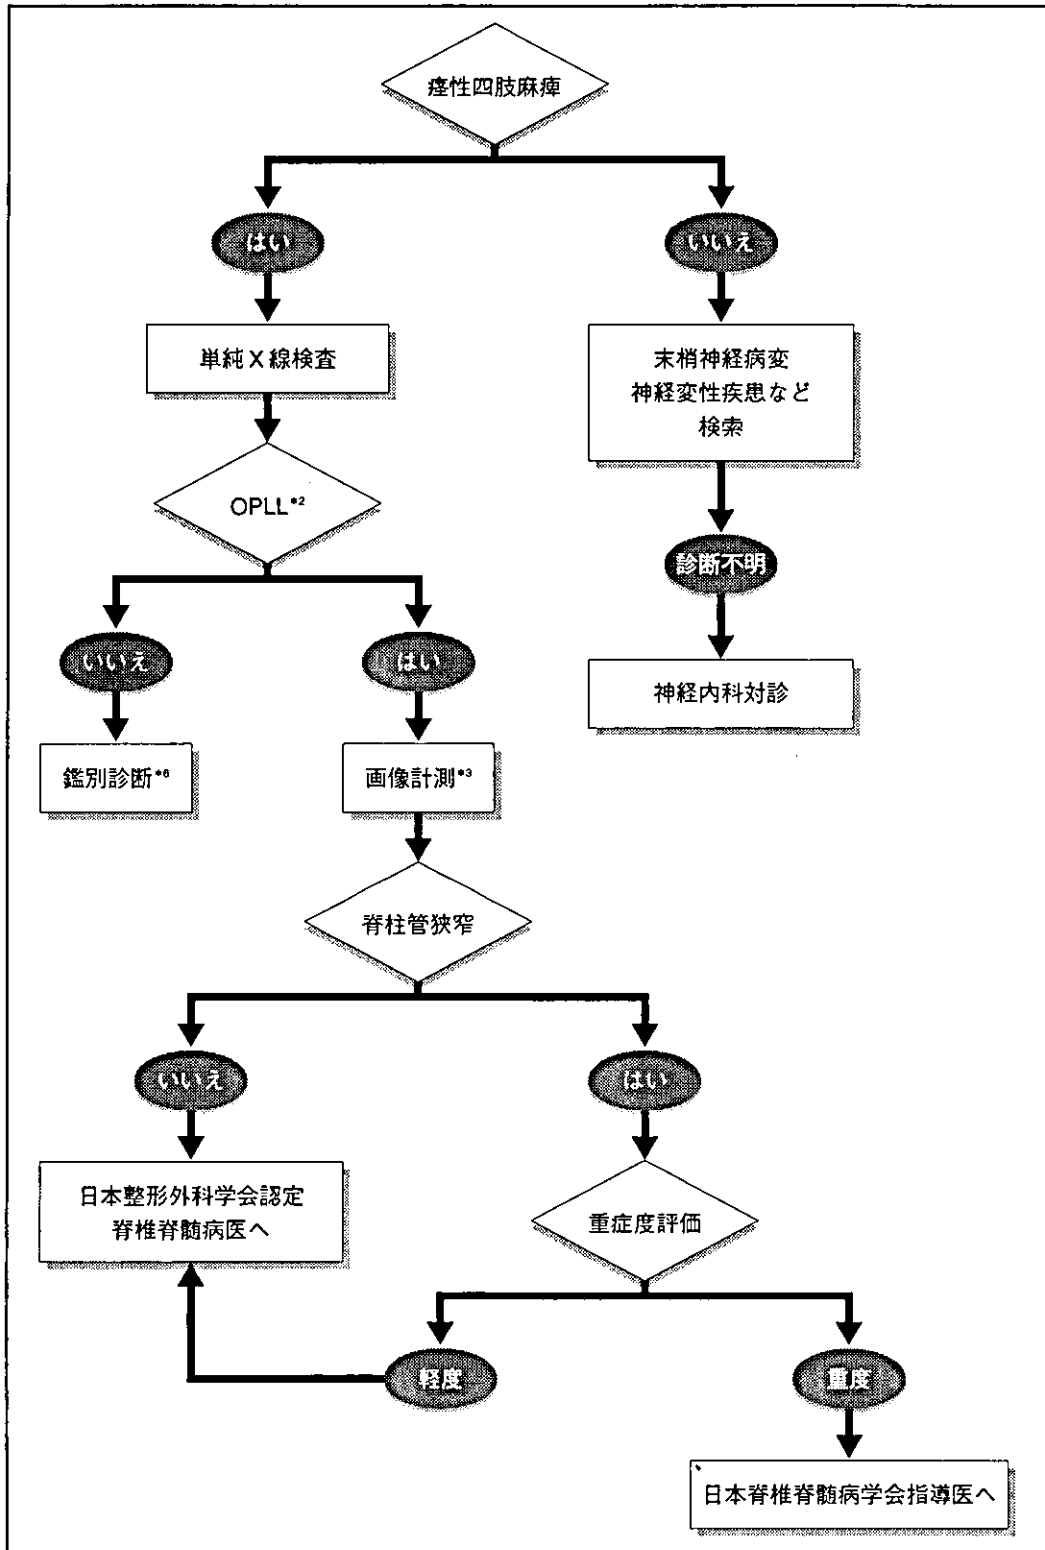 痙性四肢麻痺
はい
いいえ
単純X線検査
末梢神経病変
神経変性疾患など
検索
OPLL*2
診断不明
いいえ
はい
神経内科対診
鑑別診断*6
画像計測*3
脊柱管狭窄
いいえ
はい
日本整形外科学会認定
脊椎脊髄病医へ
重症度評価
軽度
重度
日本脊椎脊髄病学会指導医へ